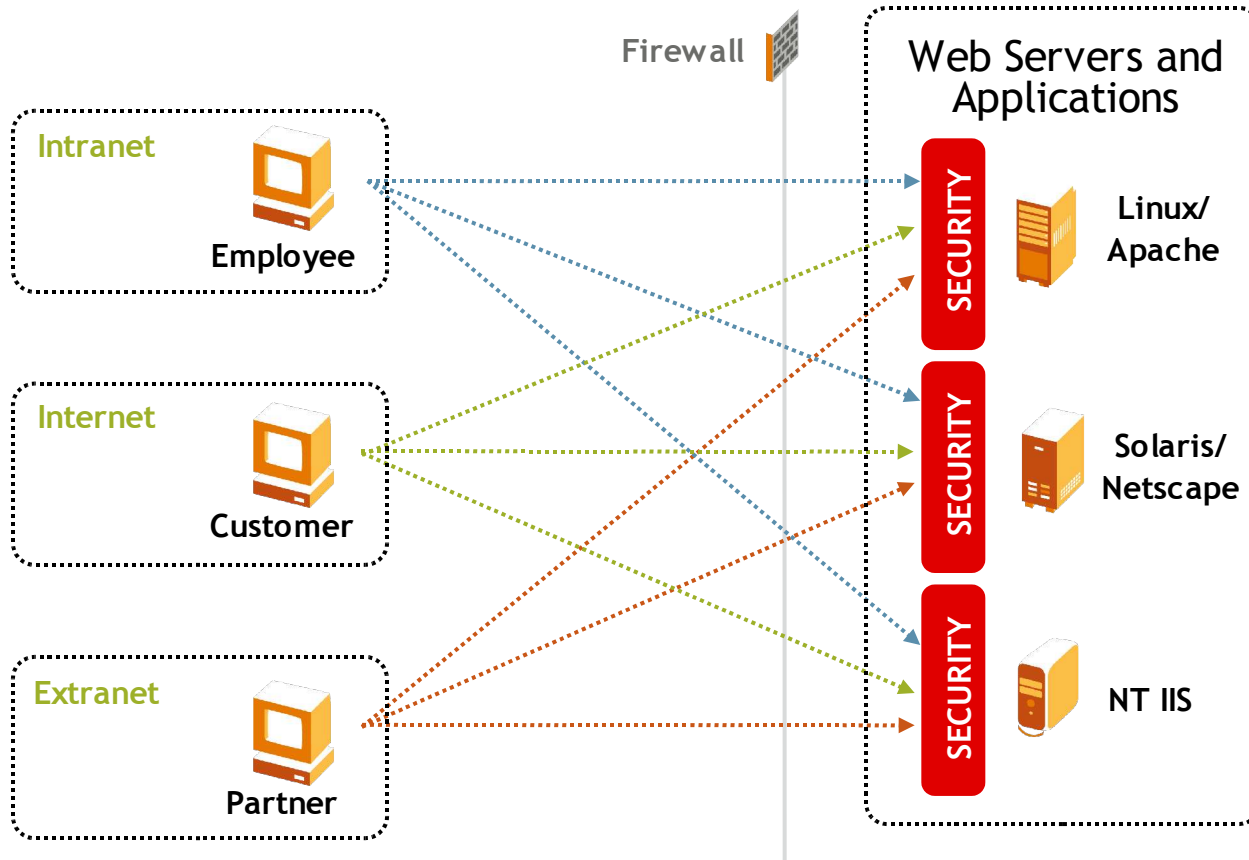 Firewall
Web Servers and
Applications
Intranet
Employee
SECURITY
Linux/
Apache
Internet
Customer
SECURITY
Solaris/
Netscape
Extranet
Partner
SECURITY
NT IIS